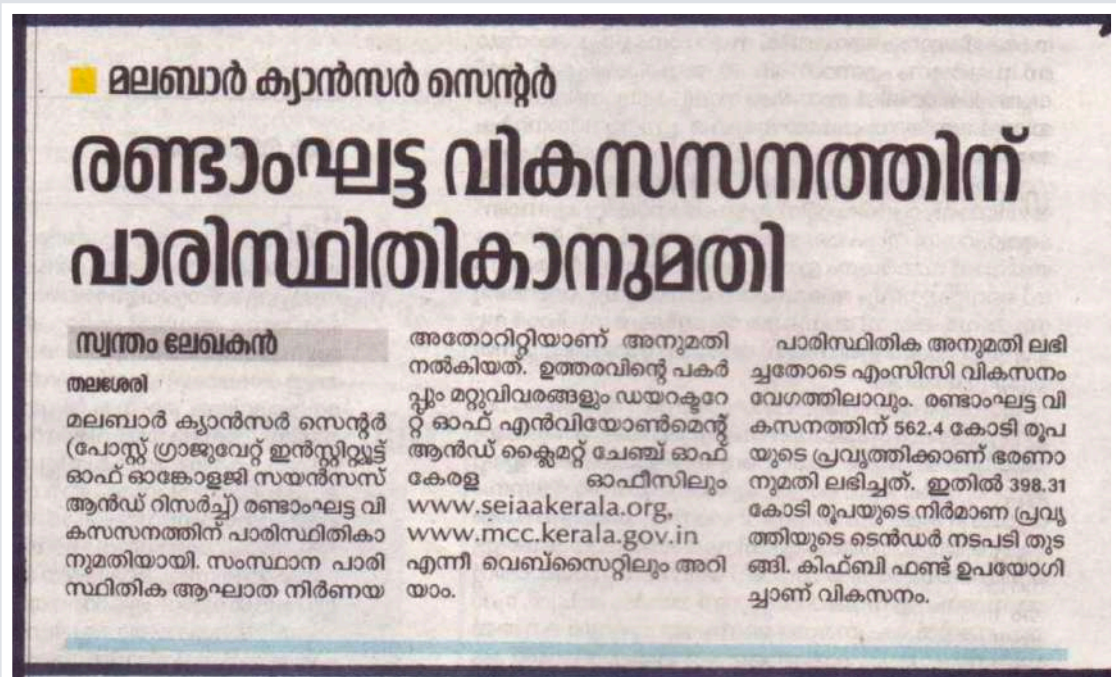 മലബാർ ക്യാൻസർ സെന്റർ
രണ്ടാംഘട്ട വികസസനത്തിന്
പാരിസ്ഥിതികാനുമതി
സ്വന്തം ലേഖകൻ
തലശേരി
മലബാർ ക്യാൻസർ സെന്റർ
(പോസ്റ്റ് ഗ്രാജുവേറ്റ് ഇൻസ്റ്റിറ്റ്യൂട്ട്
ഓഫ് ഓങ്കോളജി സയൻസസ്
ആൻഡ് റിസർച്ച്) രണ്ടാംഘട്ട വി
കസസനത്തിന് പാരിസ്ഥിതികാ
നുമതിയായി. സംസ്ഥാന പാരി
സ്ഥിതിക ആഘാത നിർണയ
അതോറിറ്റിയാണ് അനുമതി
നൽകിയത്. ഉത്തരവിന്റെ പകർ
പ്പും മറ്റുവിവരങ്ങളും ഡയറക്ടറേ
റ്റ് ഓഫ് എൻവിയോൺമെന്റ്
ആൻഡ് ക്ലൈമറ്റ് ചേഞ്ച് ഓഫ്
കേരള ഓഫീസിലും
www.seiaakerala.org,
www.mcc.kerala.gov.in
എന്നീ വെബ്സൈറ്റിലും അറി
യാം.
പാരിസ്ഥിതിക അനുമതി ലഭി
ച്ചതോടെ എംസിസി വികസനം
വേഗത്തിലാവും. രണ്ടാംഘട്ട വി
കസനത്തിന് 562.4 കോടി രൂപ
യുടെ പ്രവൃത്തിക്കാണ് ഭരണാ
നുമതി ലഭിച്ചത്. ഇതിൽ 398.31
കോടി രൂപയുടെ നിർമാണ പ്രവൃ
ത്തിയുടെ ടെൻഡർ നടപടി തുട
ങ്ങി. കിഫ്ബി ഫണ്ട് ഉപയോഗി
ച്ചാണ് വികസനം.